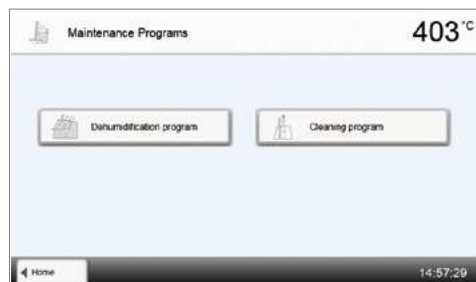 Maintenance Programs
403°C
Dehumidification program
Cleaning program
Home
14:57:29